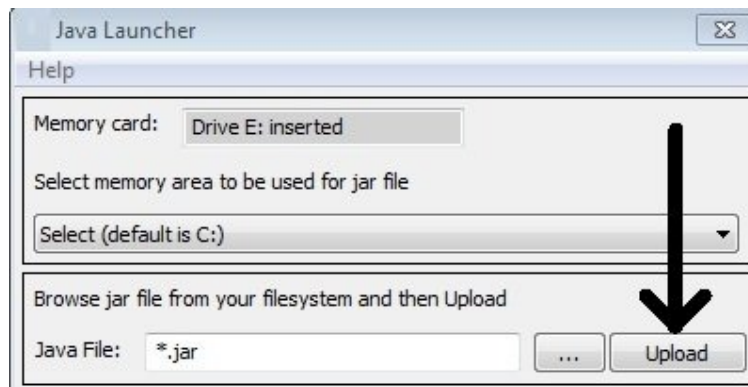 Java Launcher
Help
Memory card: Drive E: inserted
Select memory area to be used for jar file
Select (default is C:)
Browse jar file from your filesystem and then Upload
Java File: *.jar ... Upload